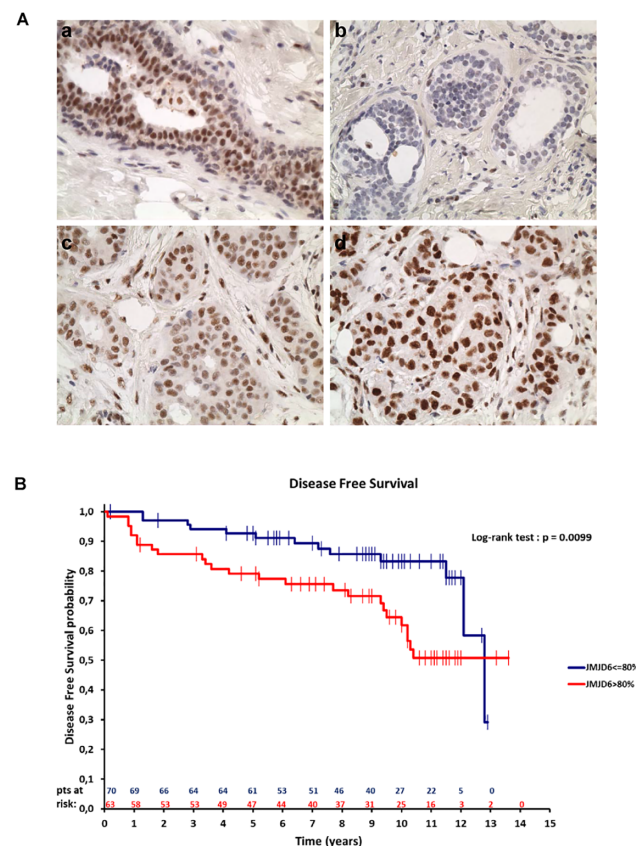 A
a
b
c
d
B
Disease Free Survival
Log-rank test : p = 0.0099
Disease Free Survival probability
1,0
0,9
0,8
0,7
0,6
0,5
0,4
0,3
0,2
0,1
0,0
JMJD6<=80%
JMJD6>80%
pts at 70 69 66 64 64 61 53 51 46 40 27 22 5 0
risk: 63 58 53 53 49 47 44 40 37 31 25 16 3 2 0
0 1 2 3 4 5 6 7 8 9 10 11 12 13 14 15
Time (years)